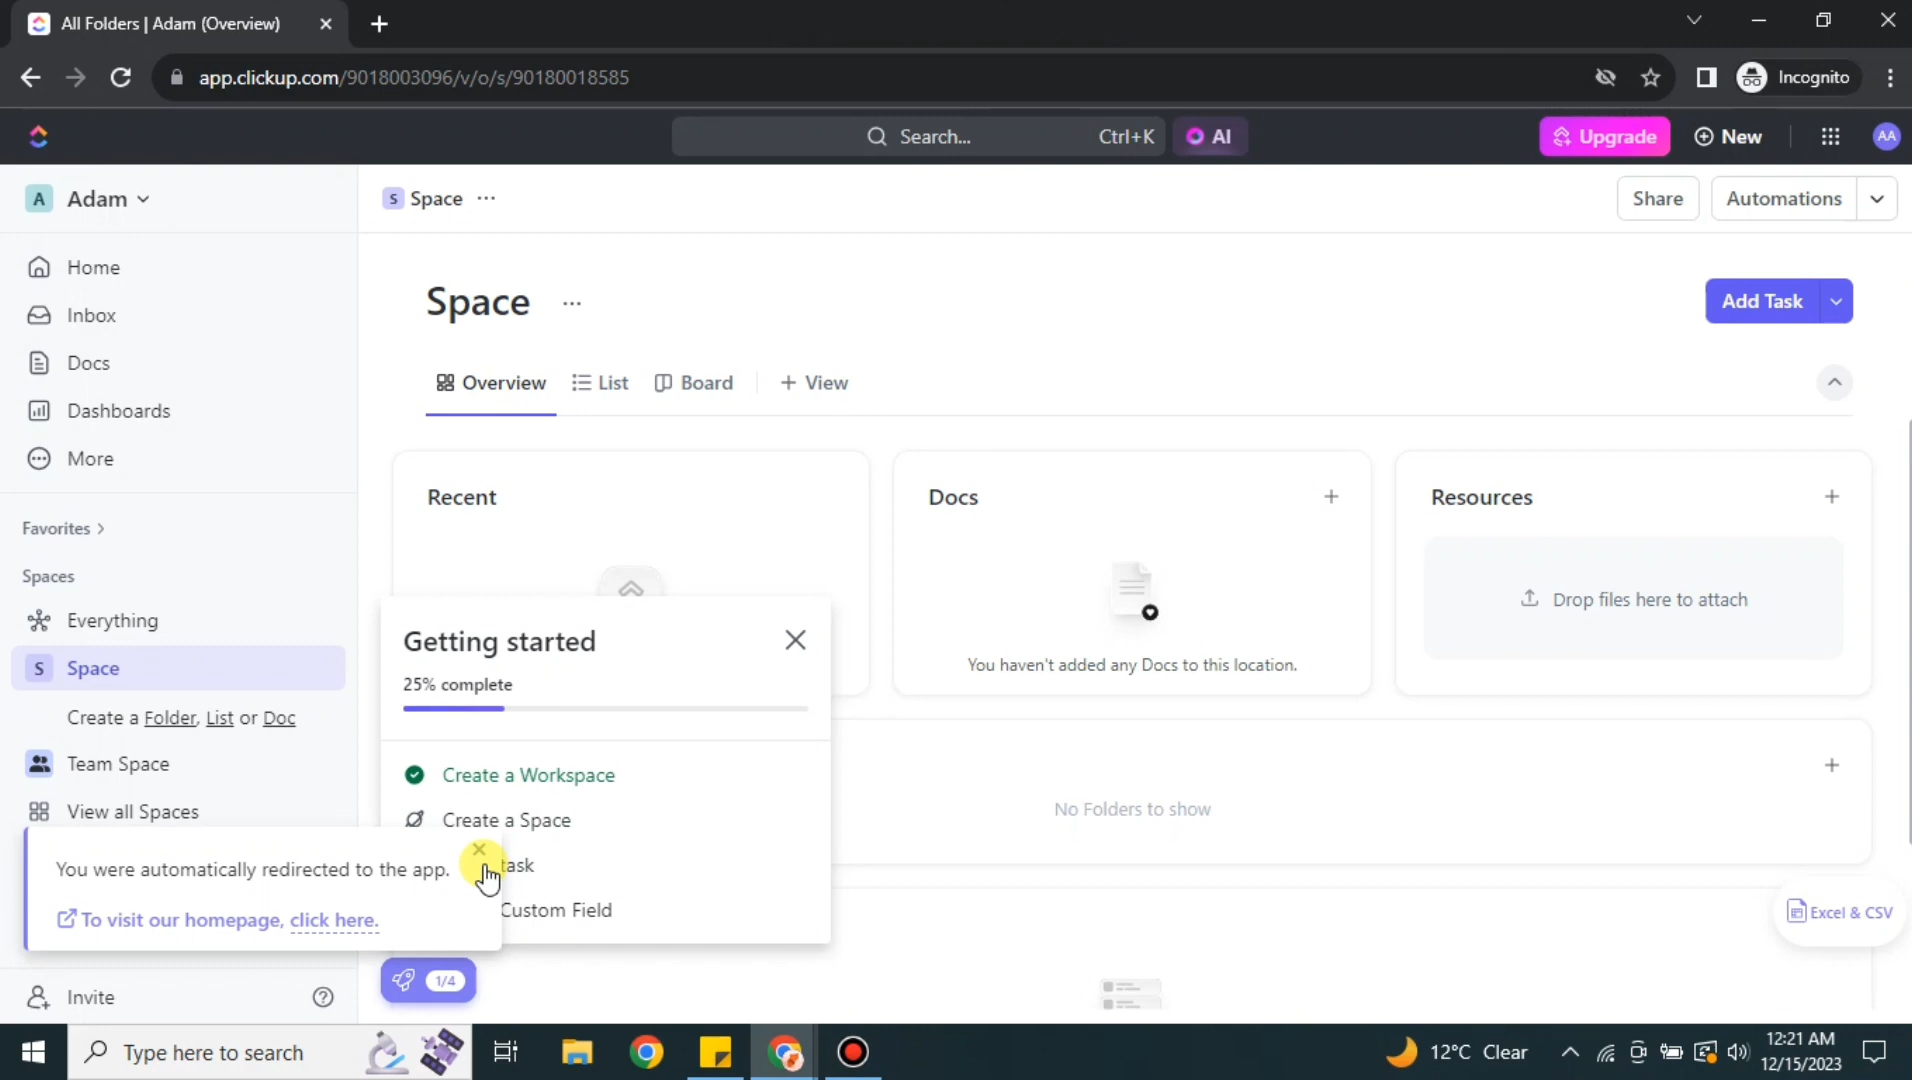 All Folders | Adam (Overview)
app.clickup.com/9018003096/v/o/s/90180018585
Incognito
Search...
Ctrl+K
AI
Upgrade
New
AA
A Adam
S Space ...
Share
Automations
Home
Inbox
Docs
Dashboards
More
Space ...
Add Task
Overview
List
Board
+ View
Recent
Docs
Resources
Drop files here to attach
You haven't added any Docs to this location.
Favorites >
Spaces
Everything
S Space
Create a Folder, List or Doc
Team Space
View all Spaces
Getting started
25% complete
Create a Workspace
Create a Space
task
Custom Field
No Folders to show
You were automatically redirected to the app.
To visit our homepage, click here.
Excel & CSV
1/4
Invite
Type here to search
12°C Clear
12:21 AM
12/15/2023